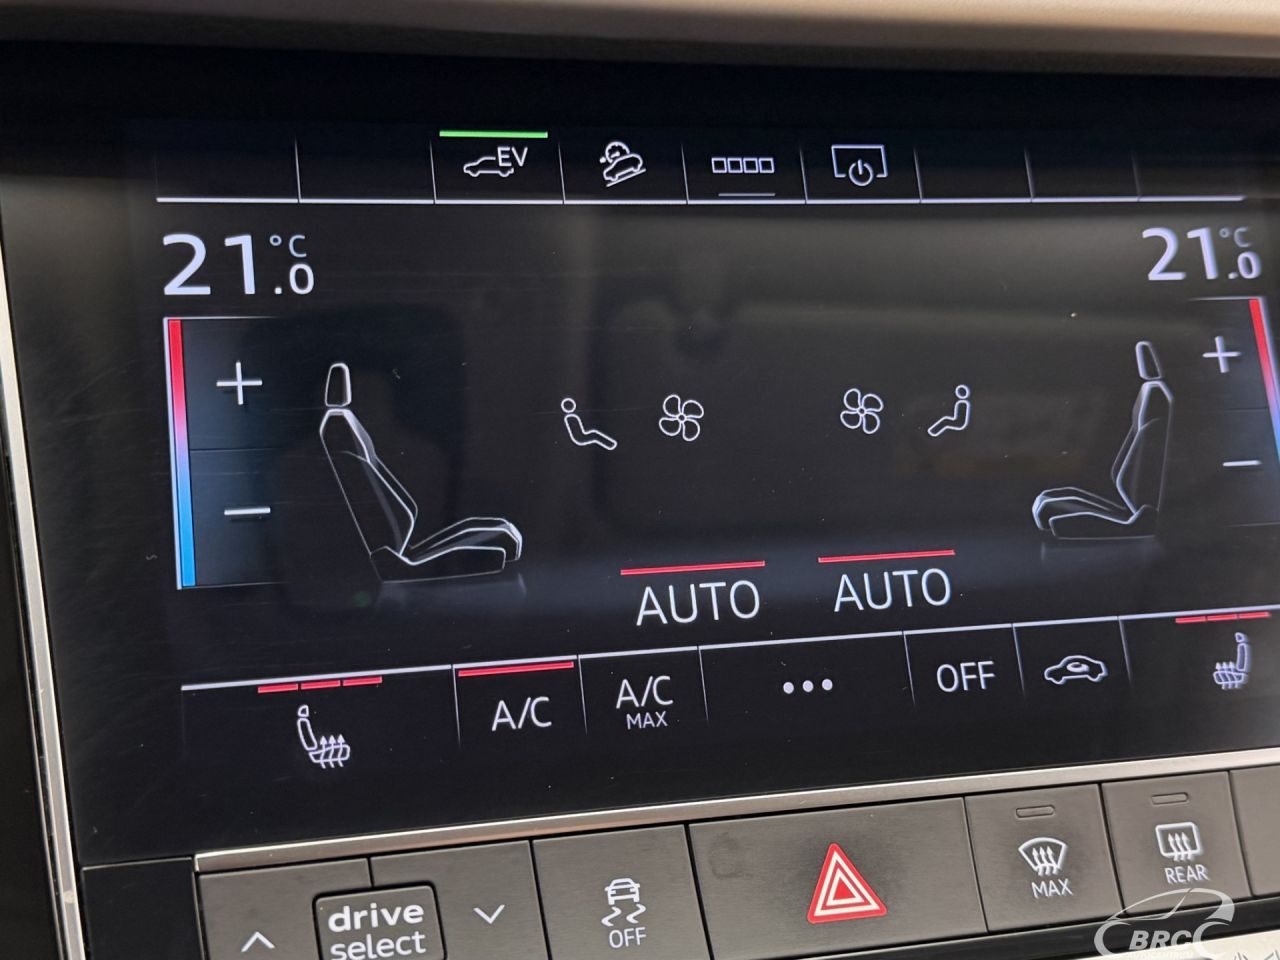 EV
21.0 °C
21.0 °C
+
+
−
−
AUTO
AUTO
A/C
A/C
MAX
OFF
drive
select
OFF
MAX
REAR
BRC